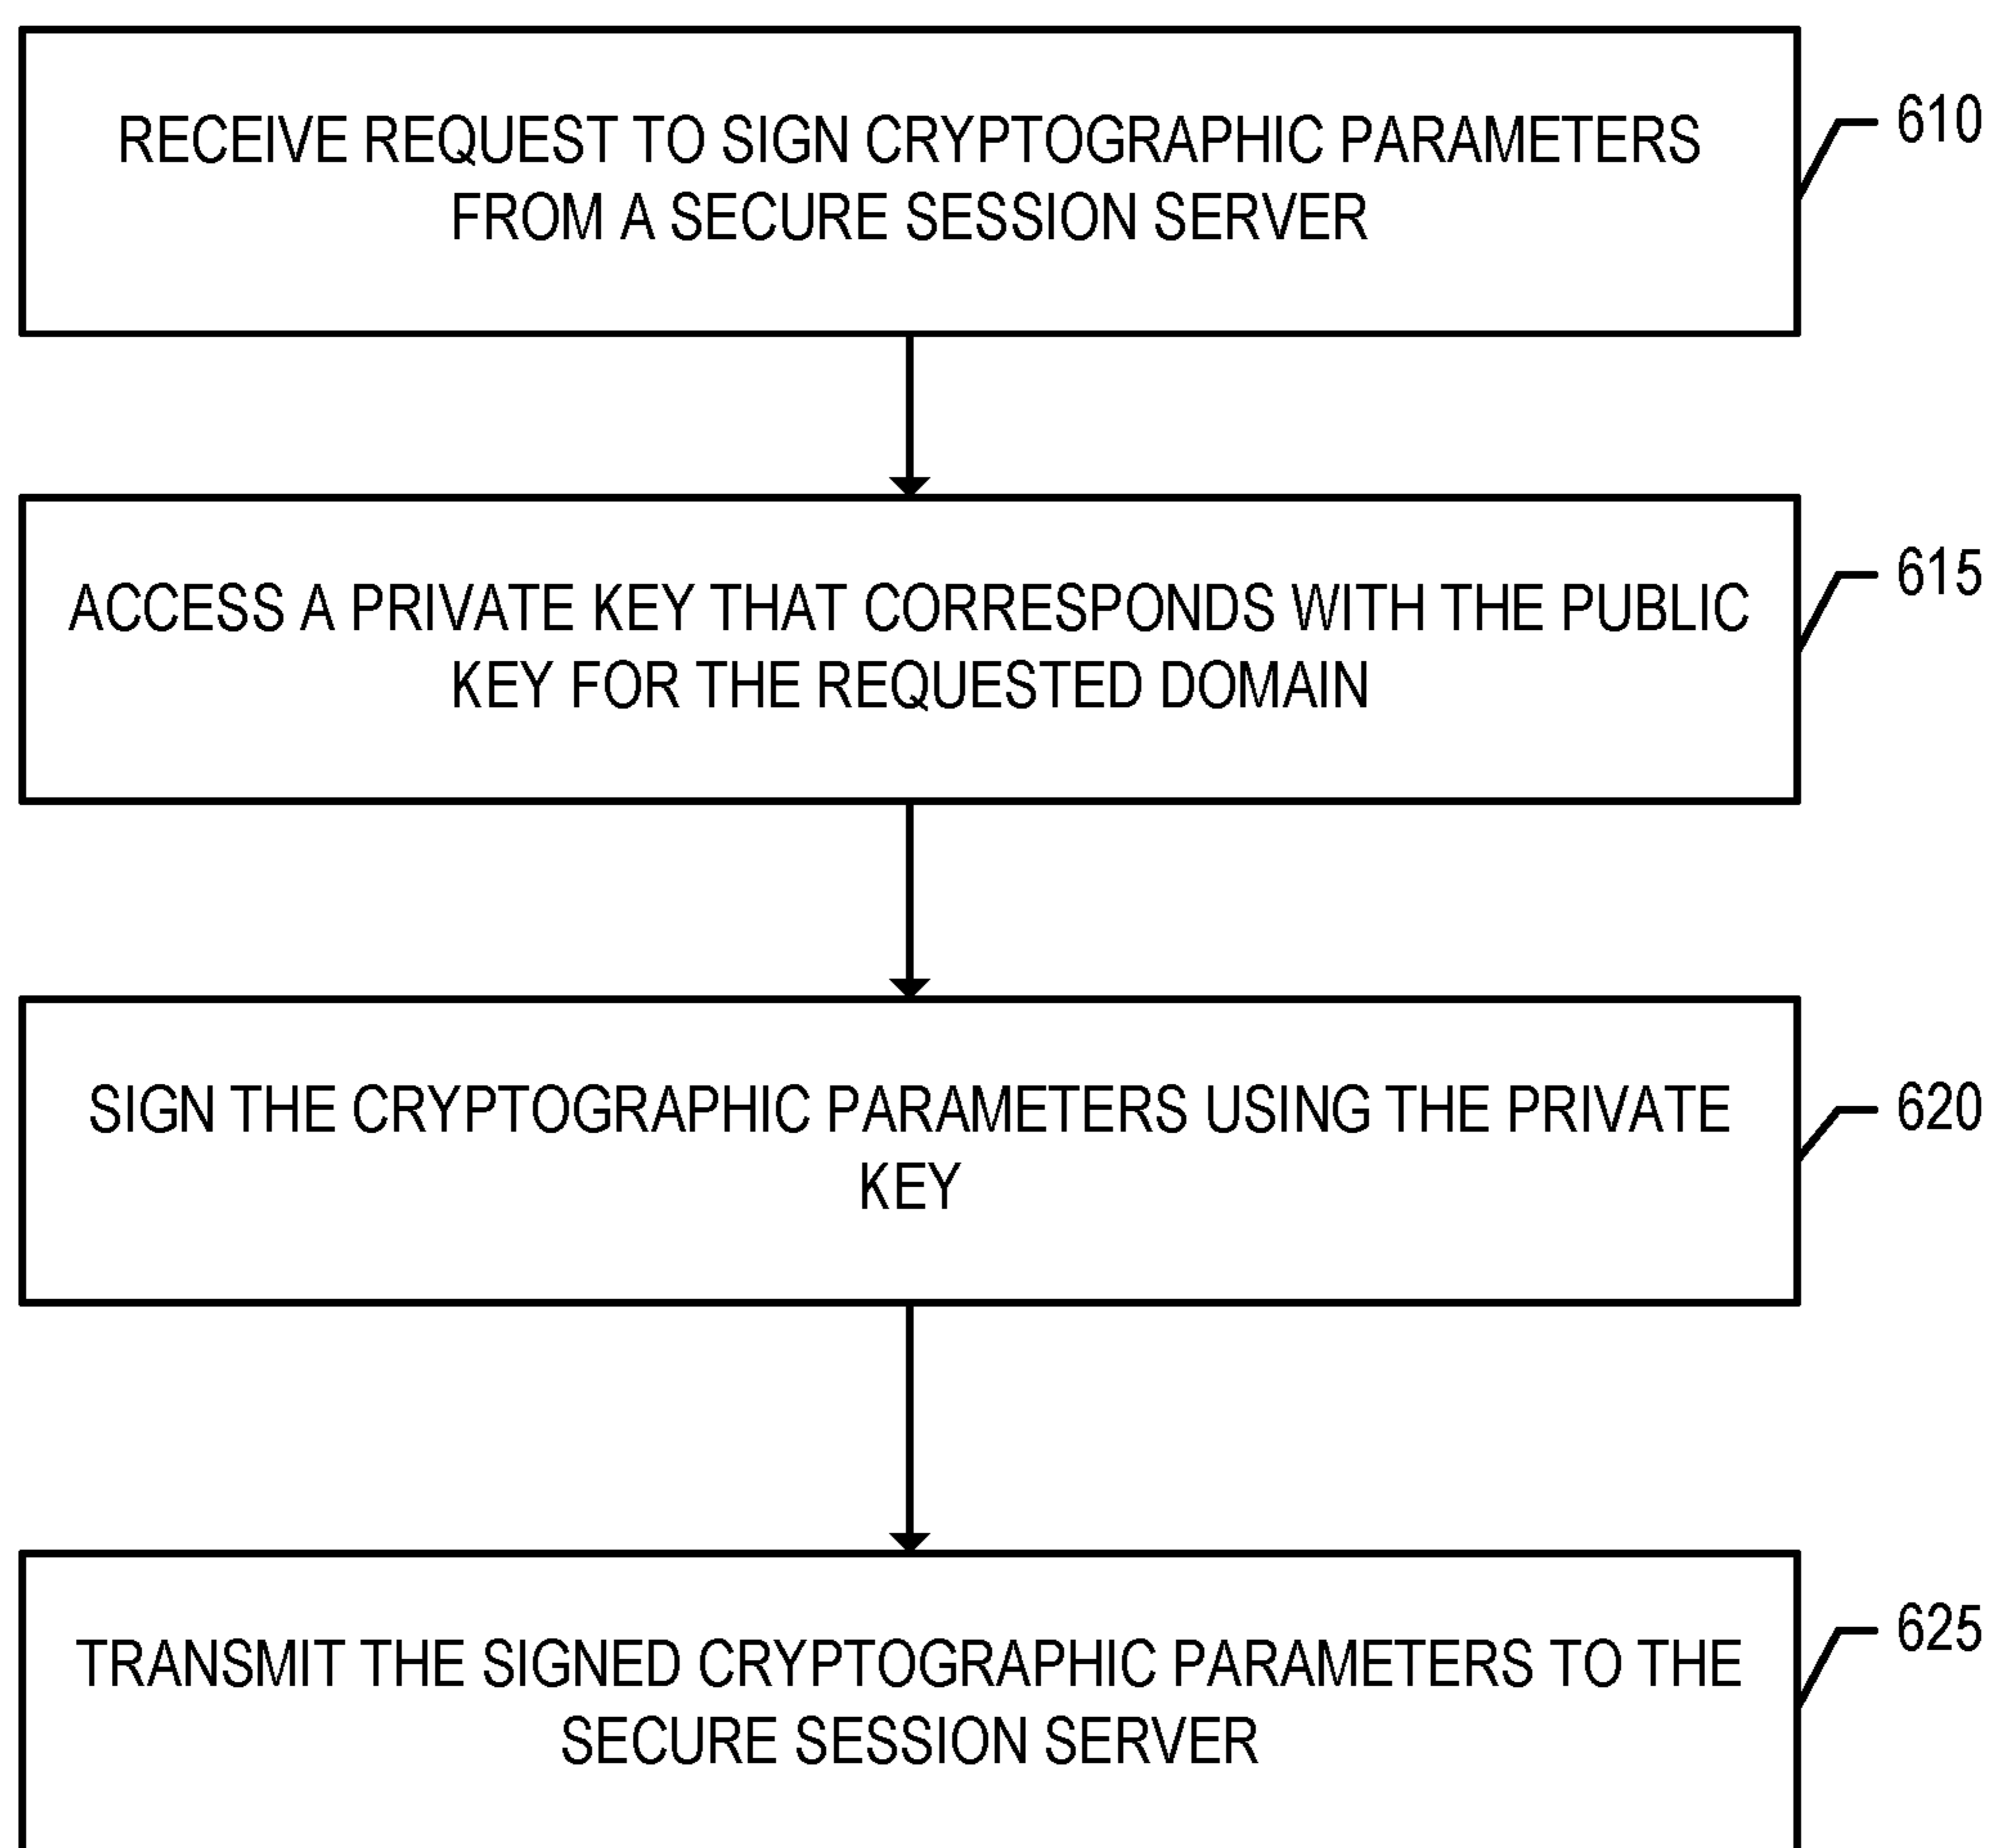 RECEIVE REQUEST TO SIGN CRYPTOGRAPHIC PARAMETERS
FROM A SECURE SESSION SERVER
610
ACCESS A PRIVATE KEY THAT CORRESPONDS WITH THE PUBLIC
KEY FOR THE REQUESTED DOMAIN
615
SIGN THE CRYPTOGRAPHIC PARAMETERS USING THE PRIVATE
KEY
620
TRANSMIT THE SIGNED CRYPTOGRAPHIC PARAMETERS TO THE
SECURE SESSION SERVER
625